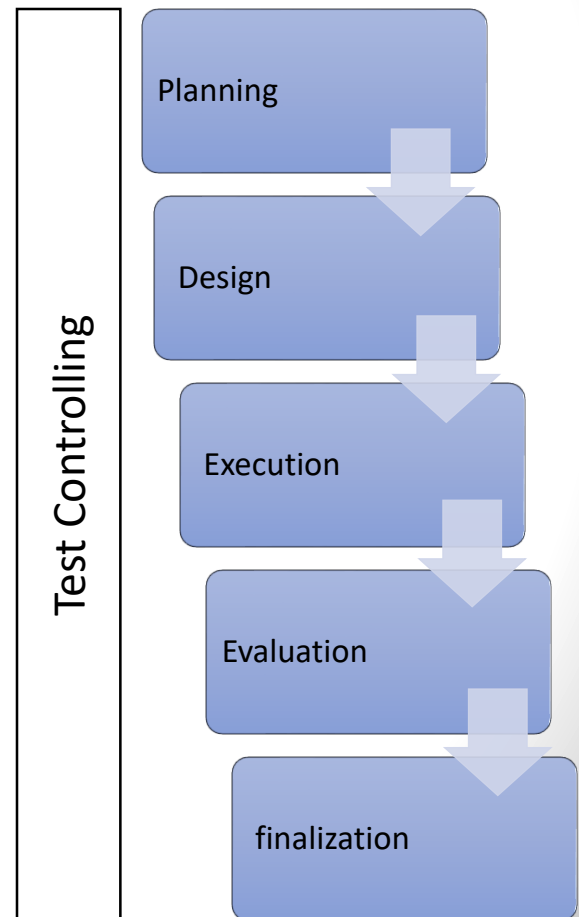 Test Controlling
Planning
Design
Execution
Evaluation
finalization